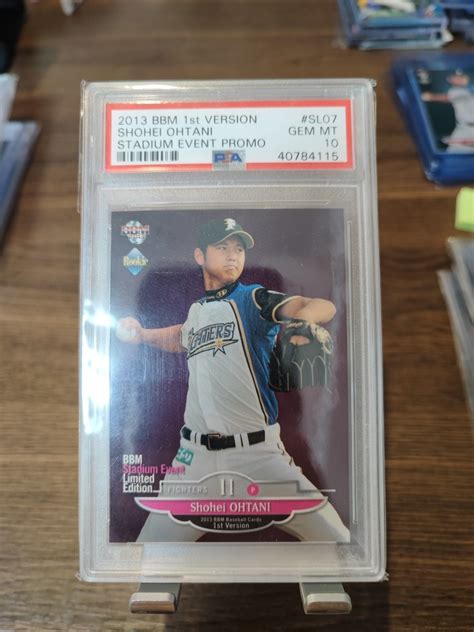 2013 BBM 1st VERSION #SL07
SHOHEI OHTANI GEM MT
STADIUM EVENT PROMO 10
PSA 40784115
BBM
Rookie
FIGHTERS
BBM
Stadium Event
Limited
Edition
FIGHTERS 11 P
Shohei OHTANI
2013 BBM Baseball Cards
1st Version